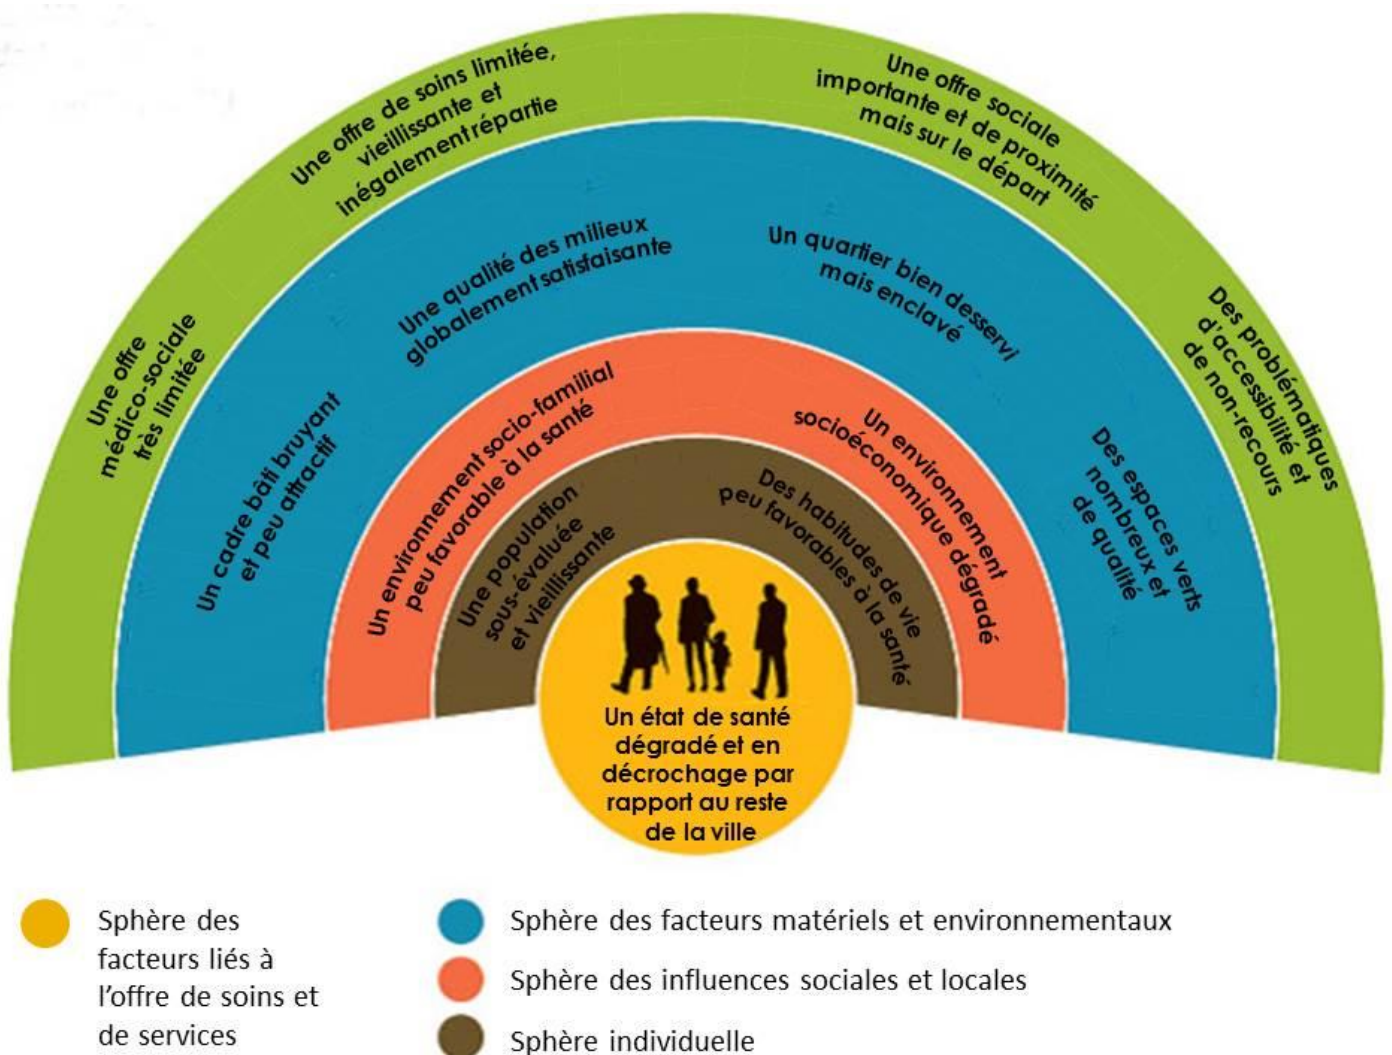 Une offre de soins limitée,
vieillissante et
inégalement répartie
Une offre sociale
importante et de proximité
mais sur le départ
Une offre
médico-sociale
très limitée
Des problématiques
d'accessibilité et
de non-recours
Une qualité des milieux
globalement satisfaisante
Un quartier bien desservi
mais enclavé
Un cadre bâti bruyant
et peu attractif
Des espaces verts
nombreux et
de qualité
Un environnement socio-familial
peu favorable à la santé
Un environnement
socioéconomique dégradé
Une population
sous-évaluée
et vieillissante
Des habitudes de vie
peu favorables à la santé
Un état de santé
dégradé et en
décrochage par
rapport au reste
de la ville
Sphère des
facteurs liés à
l'offre de soins et
de services
Sphère des facteurs matériels et environnementaux
Sphère des influences sociales et locales
Sphère individuelle